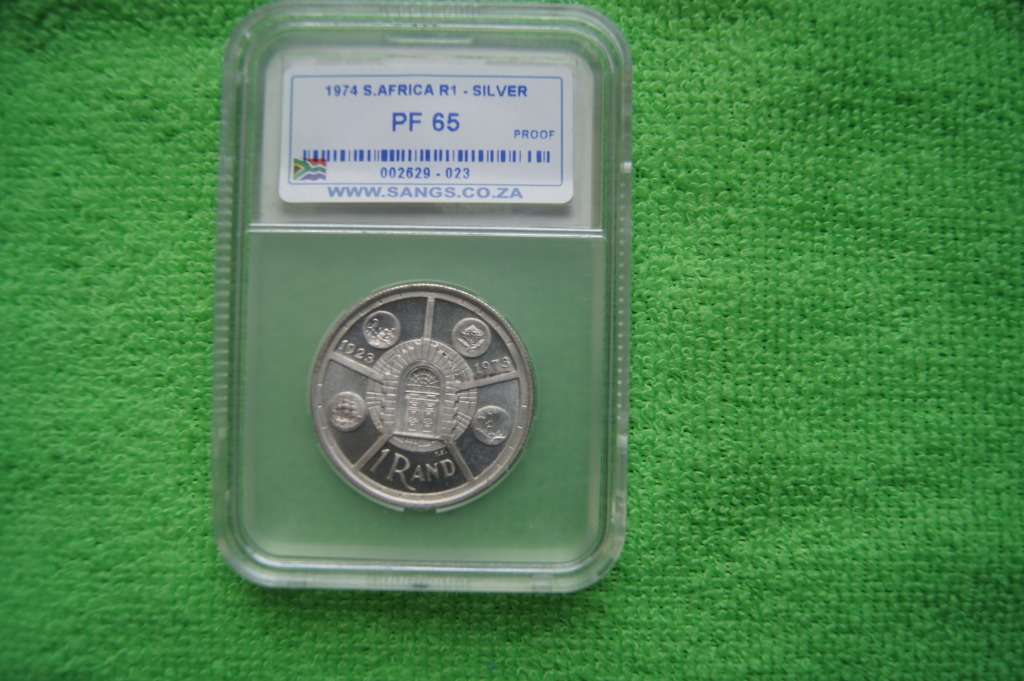 1974 S.AFRICA R1 - SILVER
PF 65
PROOF
002629 - 023
WWW.SANGS.CO.ZA
1923 1973
1 RAND